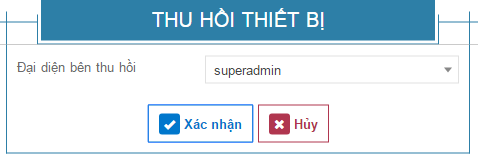 THU HỒI THIẾT BỊ
Đại diện bên thu hồi superadmin
Xác nhận Hủy